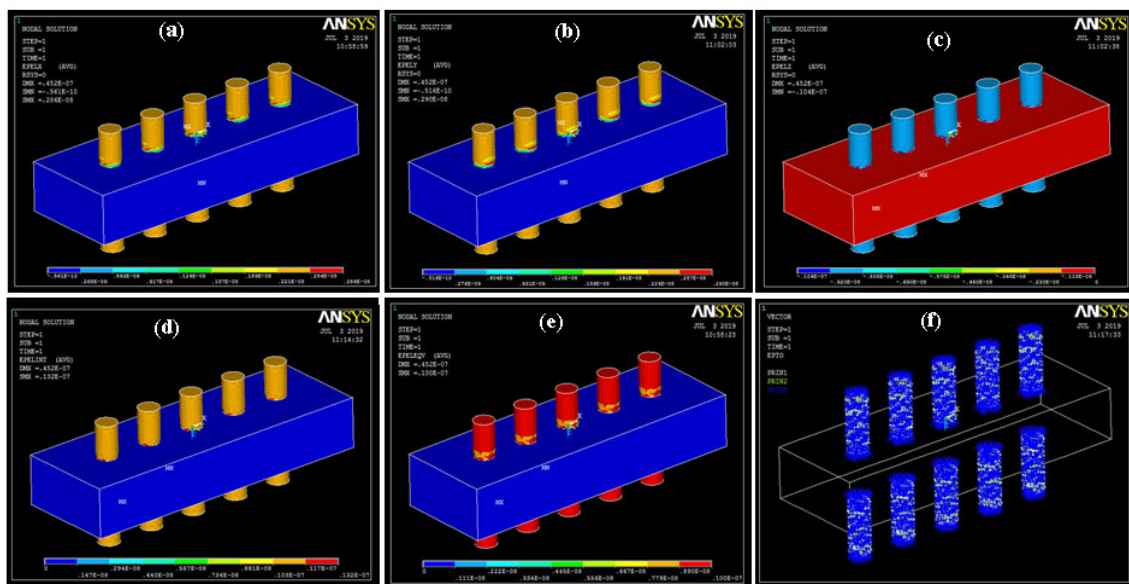 1
NODAL SOLUTION
STEP=1
SUB =1
TIME=1
EPELX (AVG)
RSYS=0
DMX =.452E-07
SMN =-.561E-10
SMX =.286E-08
(a)
ANSYS
JUL 3 2019
10:58:59
MX
X
MN
1
NODAL SOLUTION
STEP=1
SUB =1
TIME=1
EPELY (AVG)
RSYS=0
DMX =.452E-07
SMN =-.516E-10
SMX =.290E-08
(b)
ANSYS
JUL 3 2019
11:02:03
MX
X
MN
1
NODAL SOLUTION
STEP=1
SUB =1
TIME=1
EPELZ (AVG)
RSYS=0
DMX =.452E-07
SMN =-.104E-07
(c)
ANSYS
JUL 3 2019
11:02:38
X
MX
MN
1
NODAL SOLUTION
STEP=1
SUB =1
TIME=1
EPELINT (AVG)
DMX =.452E-07
SMX =.132E-07
(d)
ANSYS
JUL 3 2019
11:14:32
X
MN
MX
0 .294E-08 .587E-08 .881E-08 .117E-07
.147E-08 .440E-08 .734E-08 .103E-07 .132E-07
1
NODAL SOLUTION
STEP=1
SUB =1
TIME=1
EPELEQV (AVG)
DMX =.452E-07
SMX =.100E-07
(e)
ANSYS
JUL 3 2019
10:58:23
X
MN
MX
0 .222E-08 .445E-08 .667E-08 .890E-08
.111E-08 .334E-08 .556E-08 .779E-08 .100E-07
1
VECTOR
STEP=1
SUB =1
TIME=1
EPTO
PRIN1
PRIN2
(f)
ANSYS
JUL 3 2019
11:17:33
X